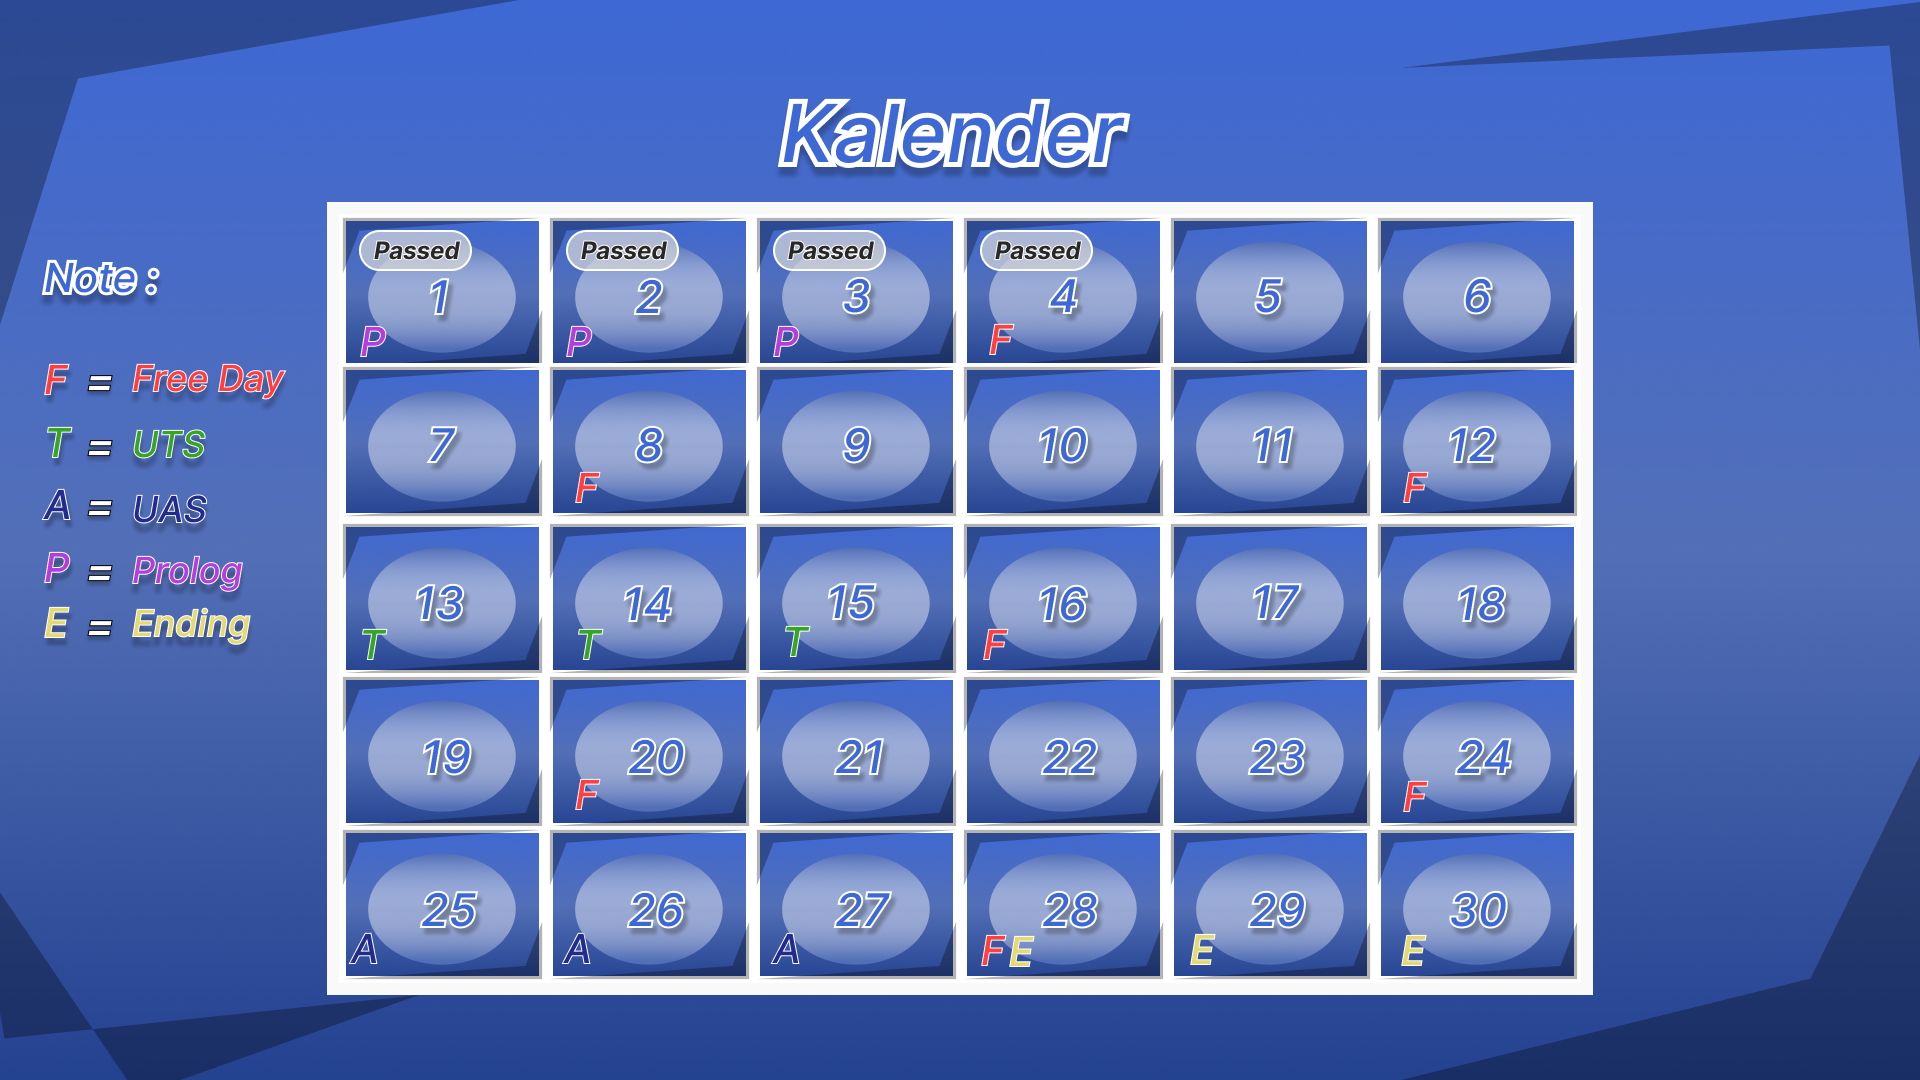 Kalender
Note :
F = Free Day
T = UTS
A = UAS
P = Prolog
E = Ending
Passed Passed Passed Passed
1 2 3 4 5 6
P P P F
7 8 9 10 11 12
F F
13 14 15 16 17 18
T T T F
19 20 21 22 23 24
F F
25 26 27 28 29 30
A A A F E E E